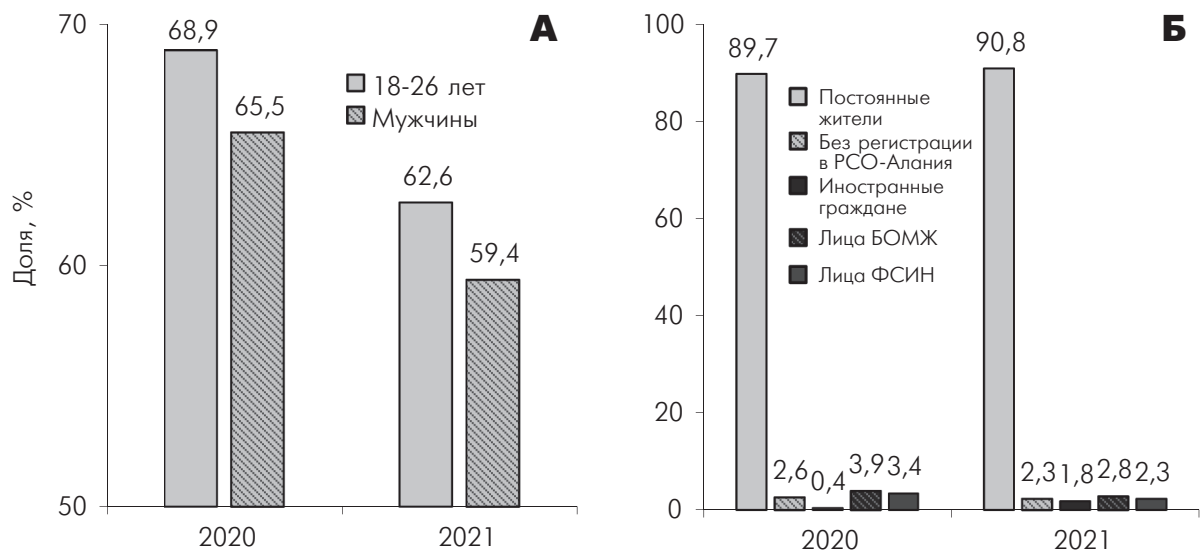 А
70
60
50
Доля, %
68,9
65,5
62,6
59,4
18-26 лет
Мужчины
2020
2021
Б
100
80
60
40
20
0
89,7
2,6
0,4
3,9
3,4
90,8
2,3
1,8
2,8
2,3
Постоянные
жители
Без регистрации
в РСО-Алания
Иностранные
граждане
Лица БОМЖ
Лица ФСИН
2020
2021